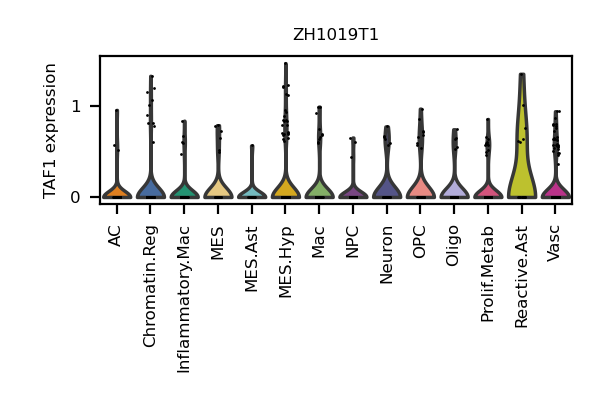 ZH1019T1
TAF1 expression
1
0
AC
Chromatin.Reg
Inflammatory.Mac
MES
MES.Ast
MES.Hyp
Mac
NPC
Neuron
OPC
Oligo
Prolif.Metab
Reactive.Ast
Vasc